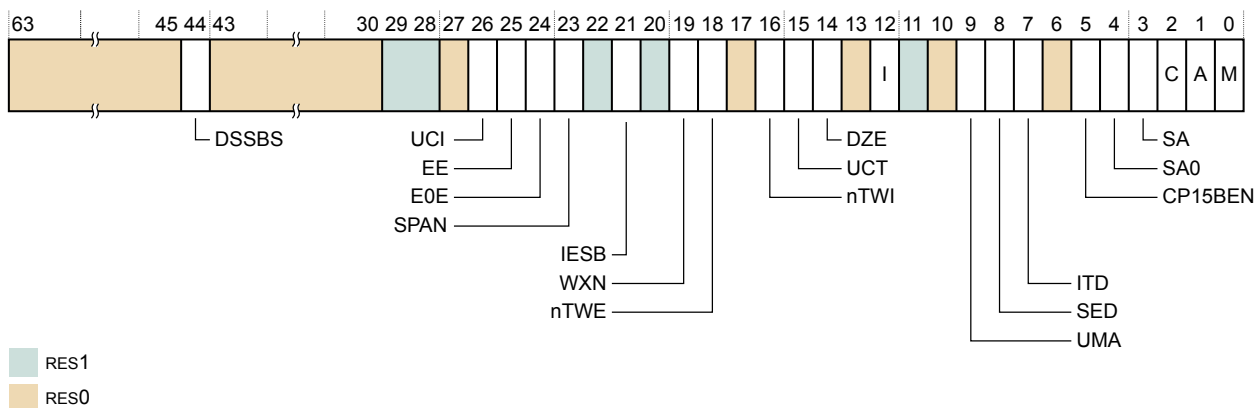 63 45 44 43 30 29 28 27 26 25 24 23 22 21 20 19 18 17 16 15 14 13 12 11 10 9 8 7 6 5 4 3 2 1 0
I C A M
DSSBS UCI DZE SA
EE UCT SA0
E0E nTWI CP15BEN
SPAN
IESB
WXN ITD
nTWE SED
UMA
RES1
RES0